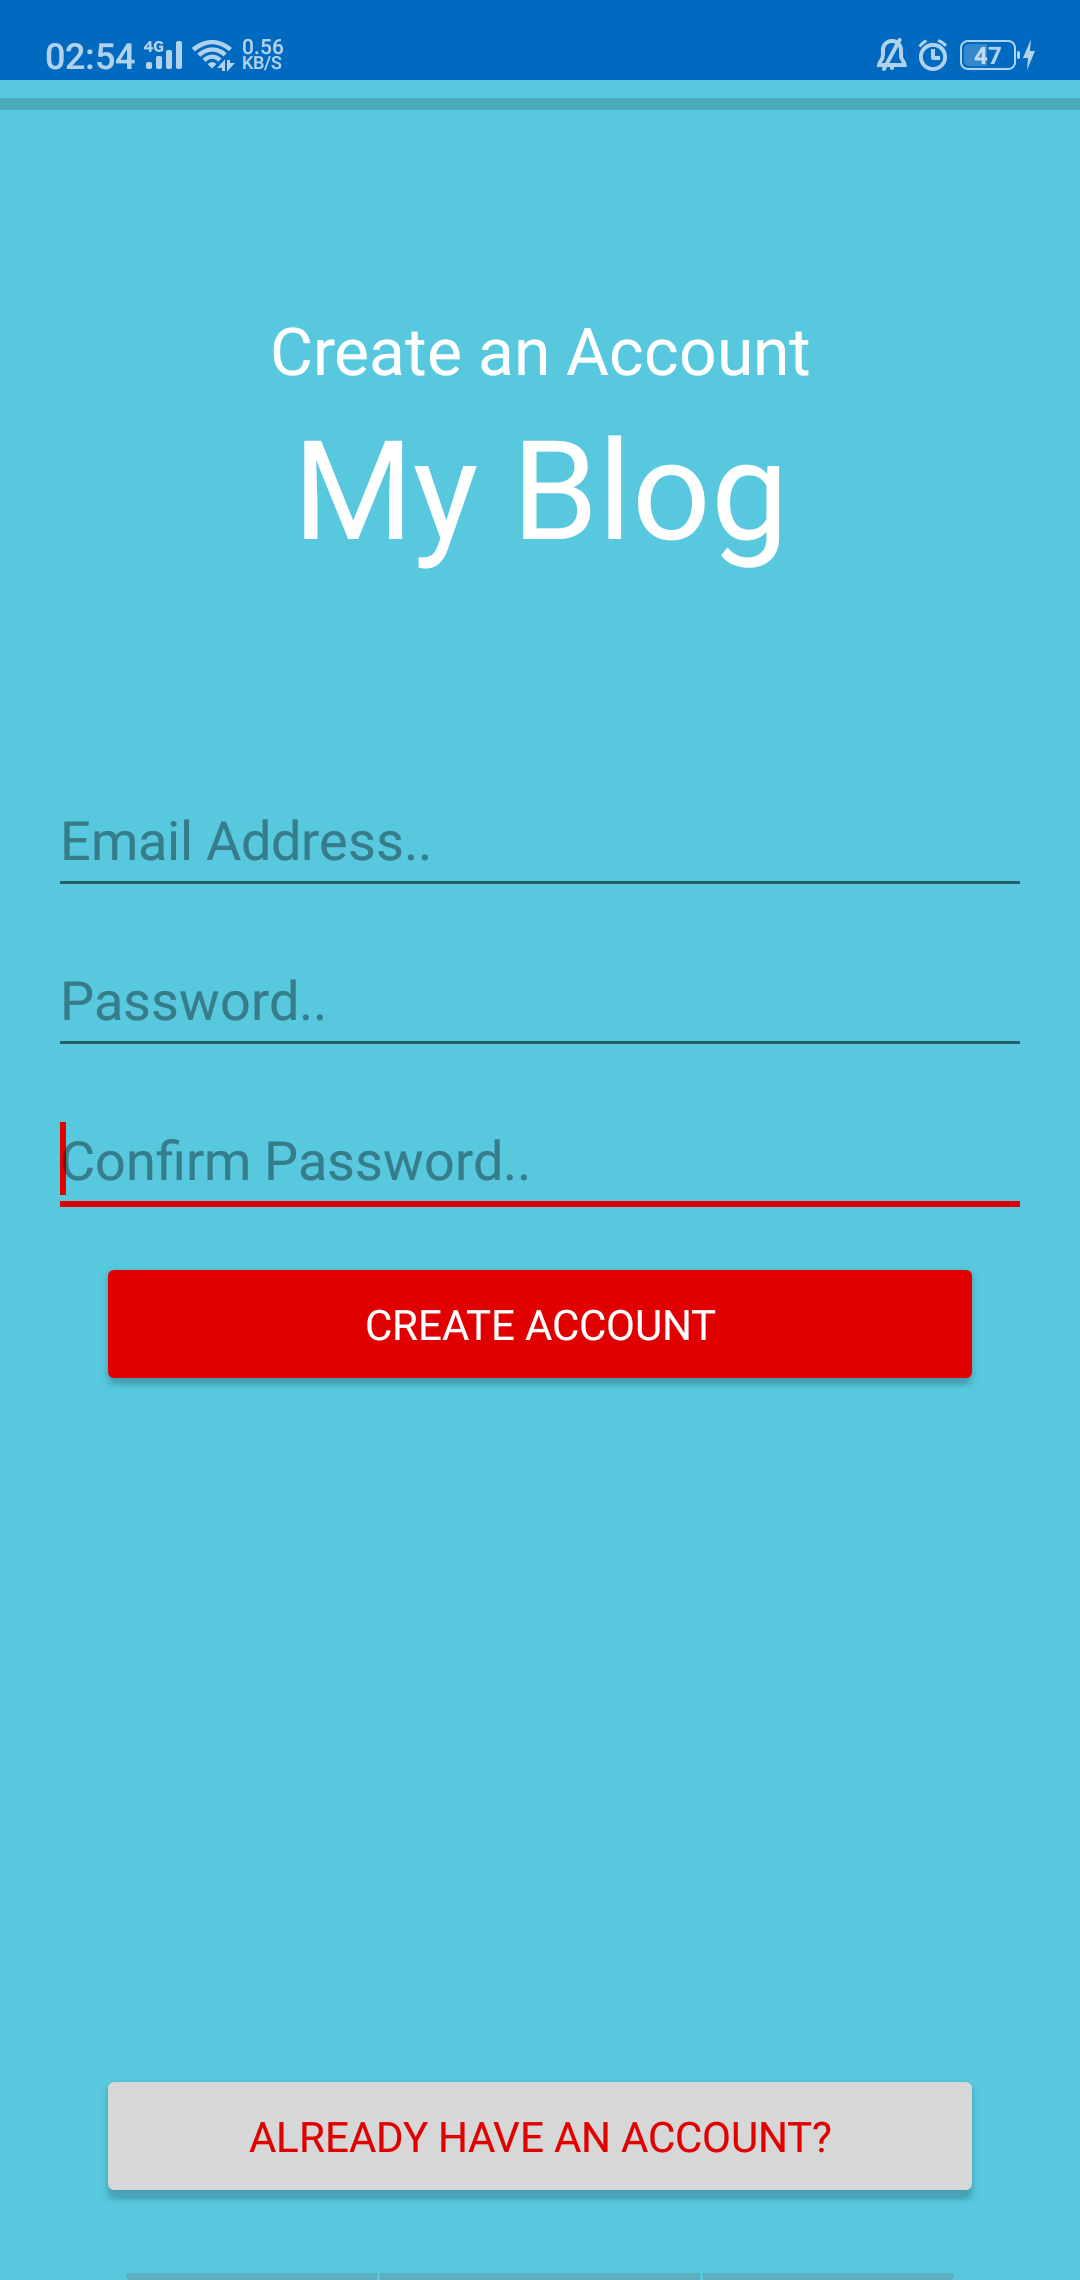 02:54 4G 0.56 KB/S 47
Create an Account
My Blog
Email Address..
Password..
Confirm Password..
CREATE ACCOUNT
ALREADY HAVE AN ACCOUNT?